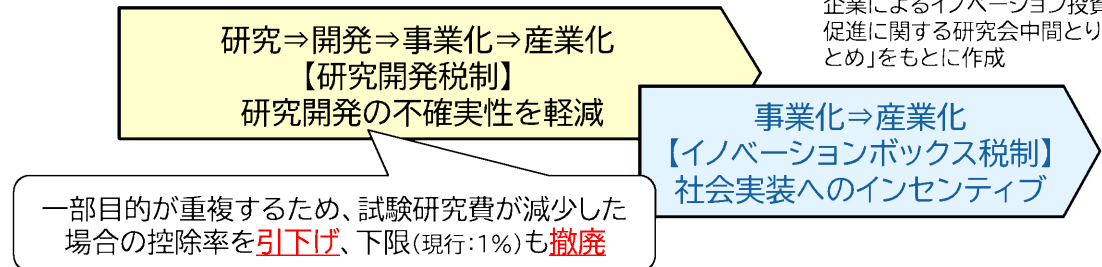 企業によるイノベーション投資
促進に関する研究会中間とり
とめ」をもとに作成
研究⇒開発⇒事業化⇒産業化
【研究開発税制】
研究開発の不確実性を軽減
事業化⇒産業化
【イノベーションボックス税制】
社会実装へのインセンティブ
一部目的が重複するため、試験研究費が減少した
場合の控除率を引下げ、下限(現行:1%)も撤廃